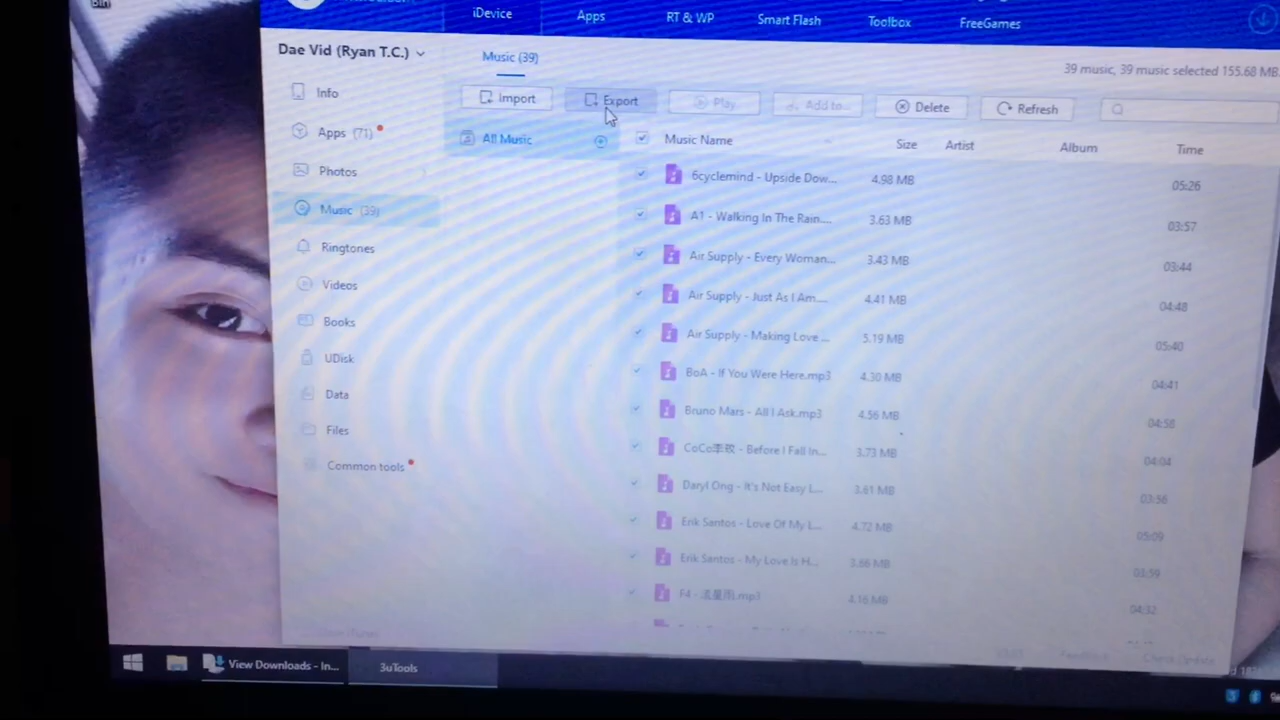 iDevice
Apps
RT & WP
Smart Flash
Toolbox
FreeGames
Dae Vid (Ryan T.C.)
Music (39)
39 music, 39 music selected 155.68 MB
Info
Import
Export
Play
Add to
Delete
Refresh
Apps (71)
All Music
Music Name
Size
Artist
Album
Time
Photos
6cyclemind - Upside Dow...
4.98 MB
05:26
Music (39)
A1 - Walking In The Rain....
3.63 MB
03:57
Ringtones
Air Supply - Every Woman...
3.43 MB
03:44
Videos
Air Supply - Just As I Am....
4.41 MB
04:48
Books
Air Supply - Making Love ...
5.19 MB
05:40
UDisk
BoA - If You Were Here.mp3
4.30 MB
04:41
Data
Bruno Mars - All I Ask.mp3
4.56 MB
04:58
Files
CoCo李玟 - Before I Fall In...
3.73 MB
04:04
Common tools
Daryl Ong - It's Not Easy L...
3.61 MB
03:56
Erik Santos - Love Of My L...
4.72 MB
05:09
Erik Santos - My Love Is H...
3.66 MB
03:59
F4 - 流星雨.mp3
4.16 MB
04:32
View Downloads - In...
3uTools